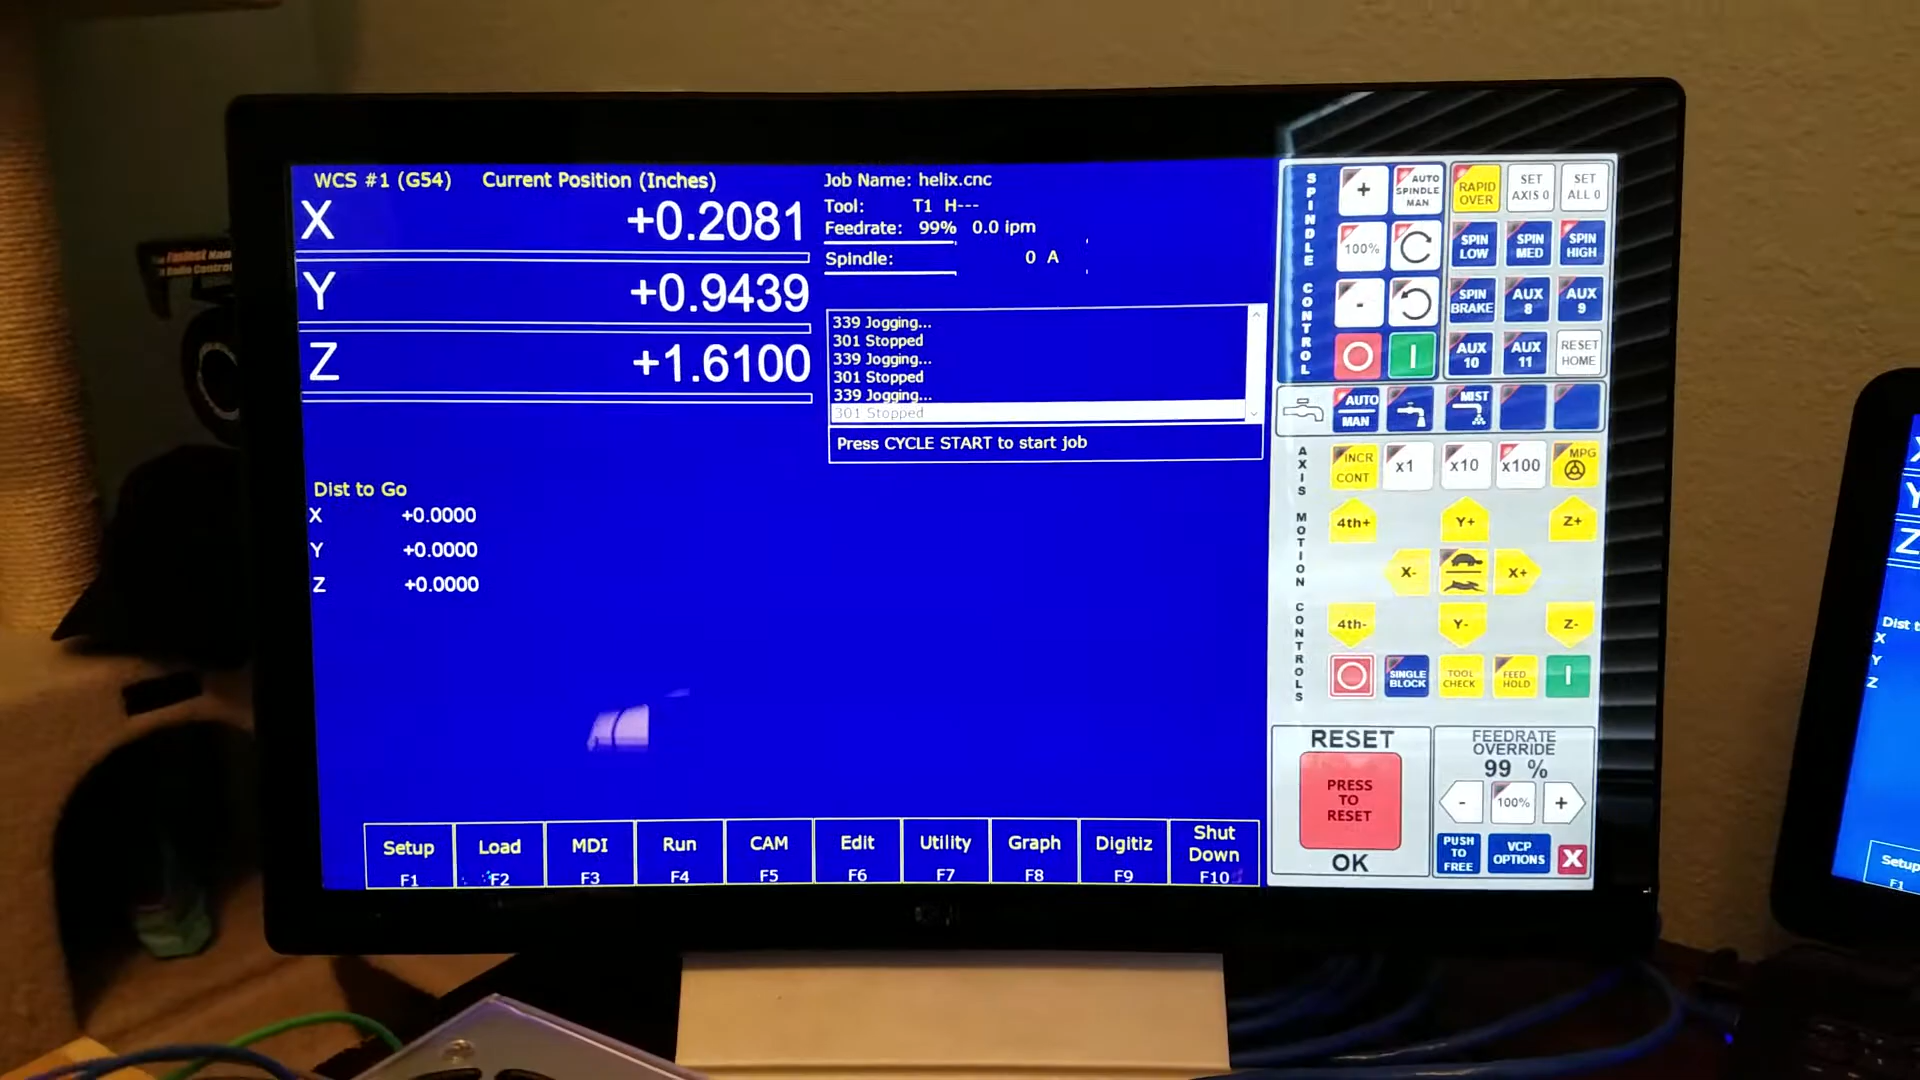 WCS #1 (G54) Current Position (Inches)
X +0.2081
Y +0.9439
Z +1.6100
Job Name: helix.cnc
Tool: T1 H---
Feedrate: 99% 0.0 ipm
Spindle: 0 A
339 Jogging...
301 Stopped
339 Jogging...
301 Stopped
339 Jogging...
301 Stopped
Press CYCLE START to start job
Dist to Go
X +0.0000
Y +0.0000
Z +0.0000
Setup F1
Load F2
MDI F3
Run F4
CAM F5
Edit F6
Utility F7
Graph F8
Digitiz F9
Shut Down F10
SPINDLE CONTROL
+
AUTO SPINDLE MAN
RAPID OVER
SET AXIS 0
SET ALL 0
100%
SPIN LOW
SPIN MED
SPIN HIGH
-
SPIN BRAKE
AUX 8
AUX 9
AUX 10
AUX 11
RESET HOME
AUTO MAN
MIST
AXIS MOTION CONTROLS
INCR CONT
x1
x10
x100
MPG
4th+
Y+
Z+
X-
X+
4th-
Y-
Z-
SINGLE BLOCK
TOOL CHECK
FEED HOLD
RESET
PRESS TO RESET
OK
FEEDRATE OVERRIDE
99 %
-
100%
+
PUSH TO FREE
VCP OPTIONS
X
X
Y
Z
Dist t
X
Y
Z
Setup
F1